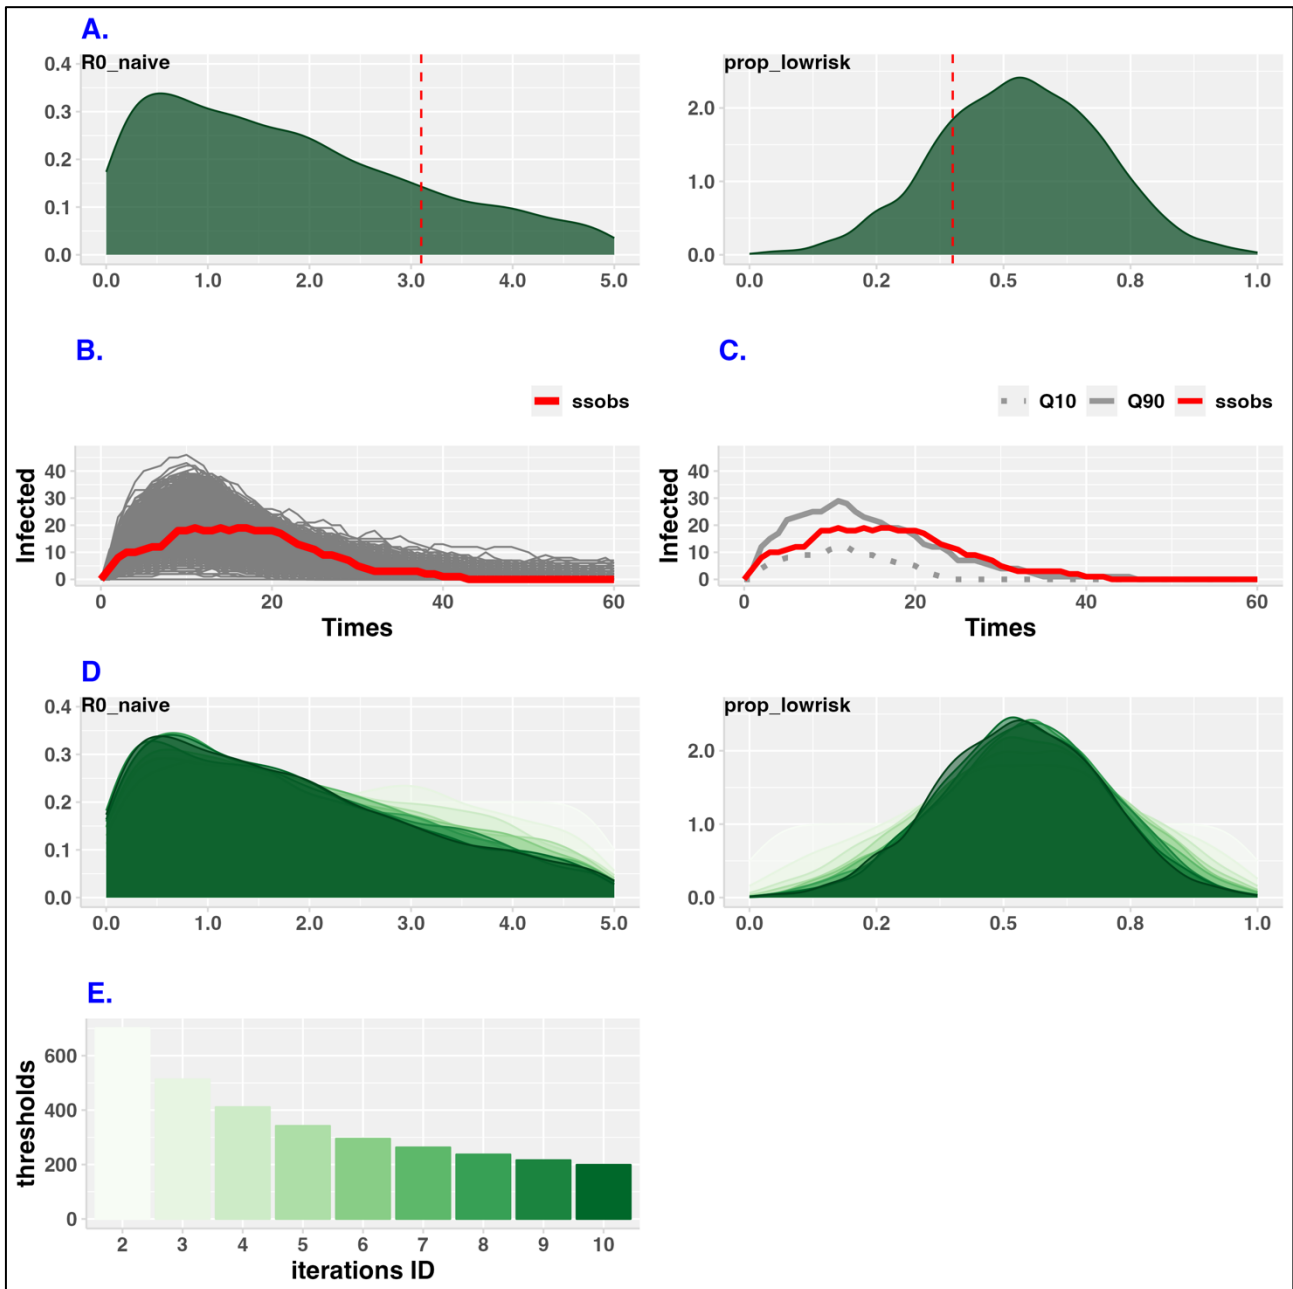 A.
R0_naive
prop_lowrisk
0.4
0.3
0.2
0.1
0.0
0.0 1.0 2.0 3.0 4.0 5.0
2.0
1.0
0.0
0.0 0.2 0.5 0.8 1.0
B.
ssobs
Infected
40
30
20
10
0
0 20 40 60
Times
C.
Q10 Q90 ssobs
Infected
40
30
20
10
0
0 20 40 60
Times
D
R0_naive
0.4
0.3
0.2
0.1
0.0
0.0 1.0 2.0 3.0 4.0 5.0
prop_lowrisk
2.0
1.0
0.0
0.0 0.2 0.5 0.8 1.0
E.
thresholds
600
400
200
0
2 3 4 5 6 7 8 9 10
iterations ID